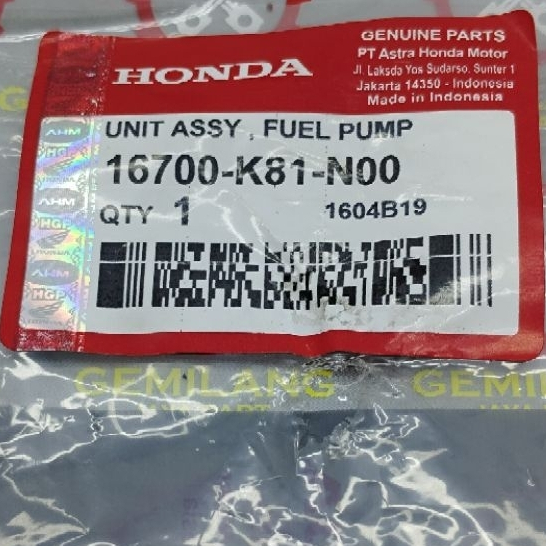 GENUINE PARTS
PT Astra Honda Motor
Jl. Laksda Yos Sudarso, Sunter 1
Jakarta 14350 - Indonesia
Made in Indonesia
HONDA
UNIT ASSY , FUEL PUMP
16700-K81-N00
QTY 1 1604B19
AHM
HGP
AHM
HGP
AHM
HGP
GEMILANG
GEMILANG